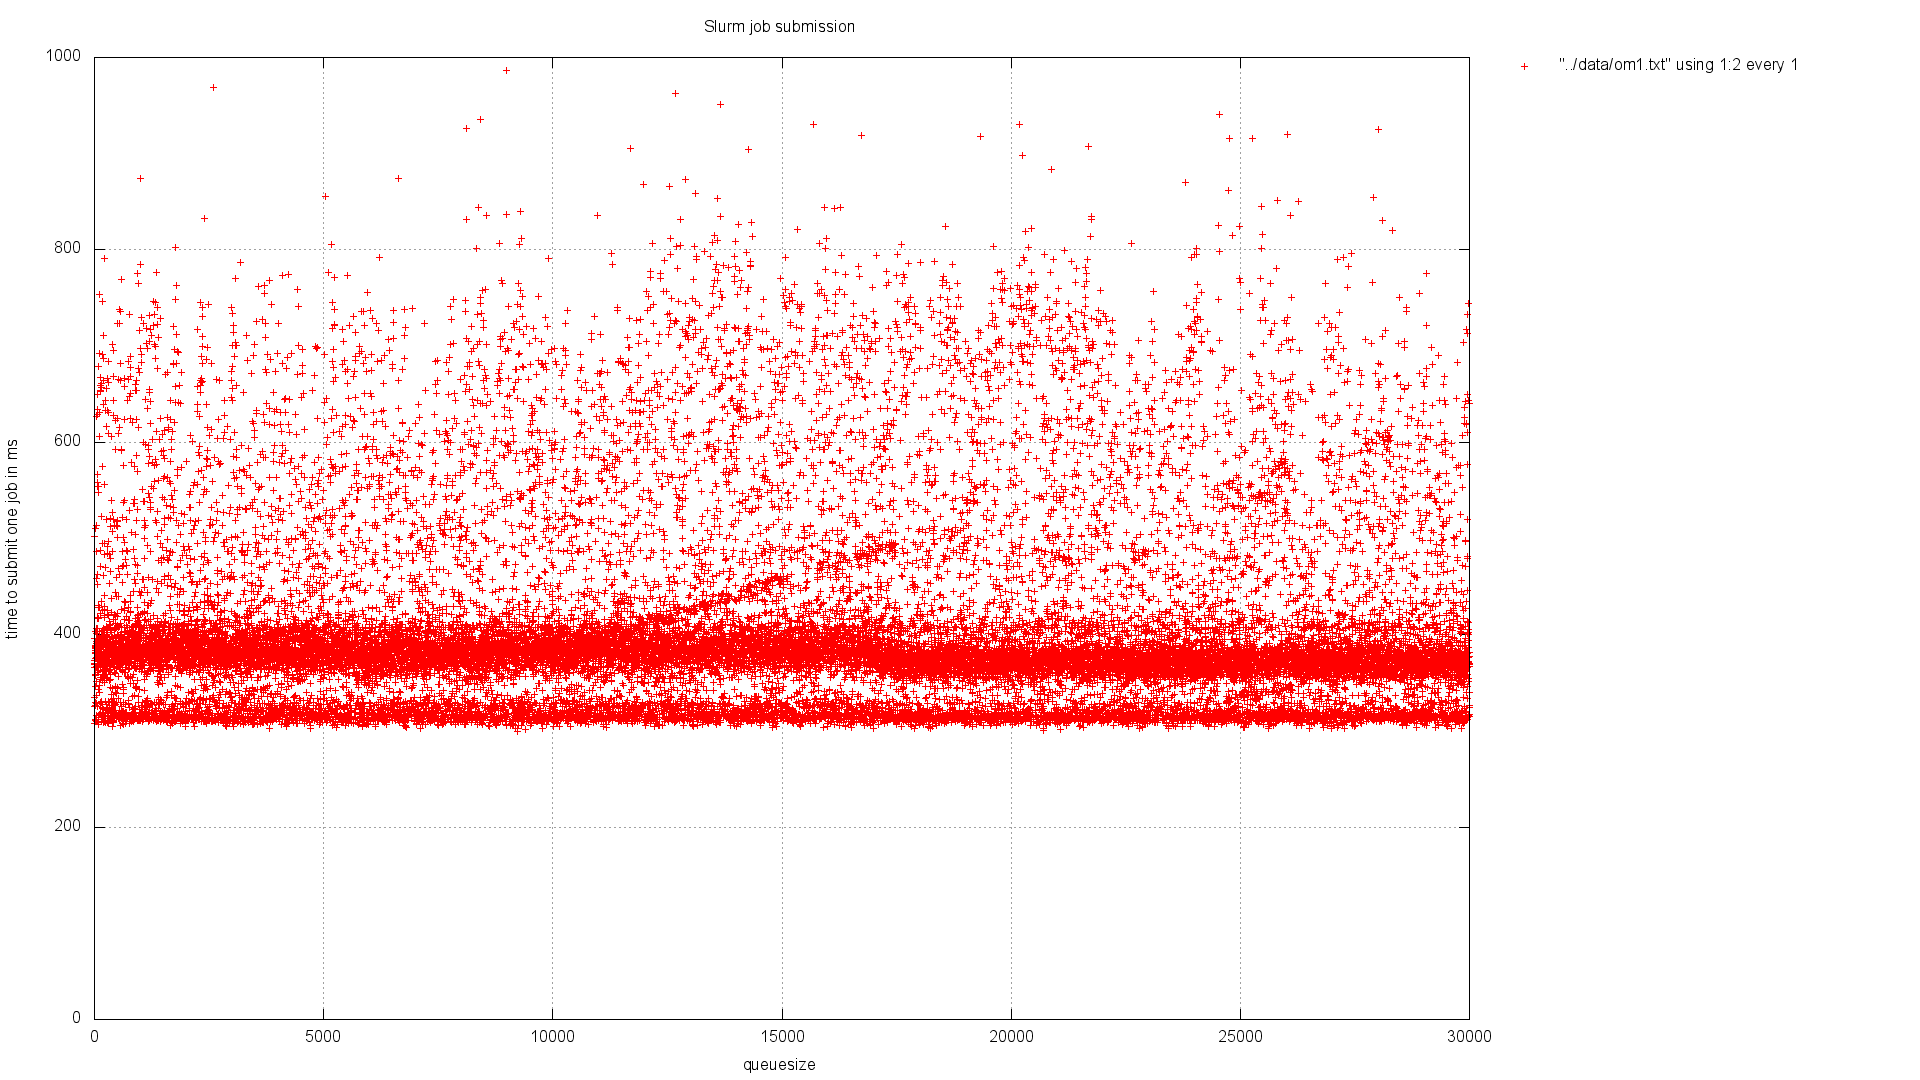 Slurm job submission
"../data/om1.txt" using 1:2 every 1
1000
800
600
400
200
0
time to submit one job in ms
0 5000 10000 15000 20000 25000 30000
queuesize